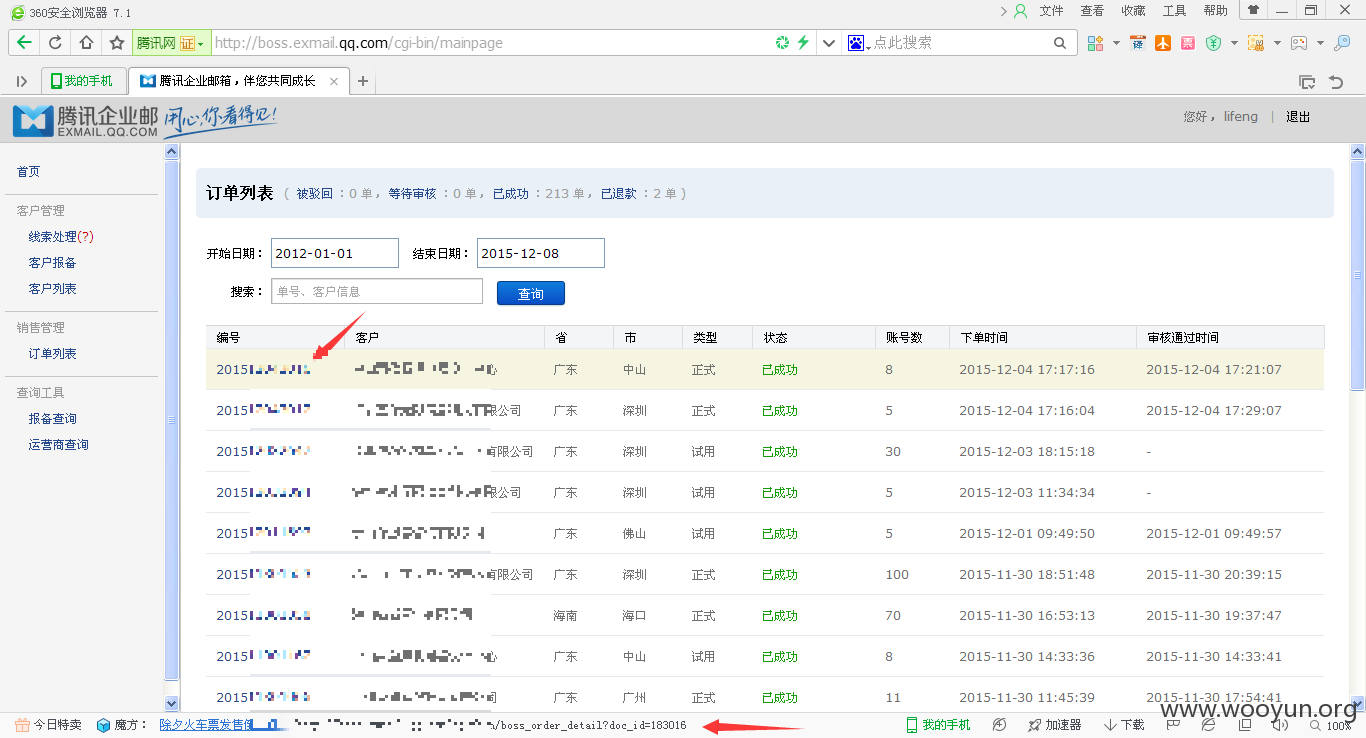 360安全浏览器 7.1 文件 查看 收藏 工具 帮助
腾讯网 证 http://boss.exmail.qq.com/cgi-bin/mainpage 点此搜索 译 票
我的手机 腾讯企业邮箱，伴您共同成长
腾讯企业邮
EXMAIL.QQ.COM 用心,你看得见!
您好， lifeng | 退出
首页
客户管理
线索处理(?)
客户报备
客户列表
销售管理
订单列表
查询工具
报备查询
运营商查询
订单列表 ( 被驳回 : 0 单, 等待审核 : 0 单, 已成功 : 213 单, 已退款 : 2 单 )
开始日期： 2012-01-01 结束日期： 2015-12-08
搜索： 单号、客户信息 查询
编号 客户 省 市 类型 状态 账号数 下单时间 审核通过时间
2015 广东 中山 正式 已成功 8 2015-12-04 17:17:16 2015-12-04 17:21:07
2015 限公司 广东 深圳 正式 已成功 5 2015-12-04 17:16:04 2015-12-04 17:29:07
2015 有限公司 广东 深圳 试用 已成功 30 2015-12-03 18:15:18 -
2015 限公司 广东 深圳 试用 已成功 5 2015-12-03 11:34:34 -
2015 广东 佛山 试用 已成功 5 2015-12-01 09:49:50 2015-12-01 09:49:57
2015 有限公司 广东 深圳 正式 已成功 100 2015-11-30 18:51:48 2015-11-30 20:39:15
2015 海南 海口 正式 已成功 70 2015-11-30 16:53:13 2015-11-30 19:37:47
2015 广东 中山 试用 已成功 8 2015-11-30 14:33:36 2015-11-30 14:33:41
2015 司 广东 广州 正式 已成功 11 2015-11-30 11:45:39 2015-11-30 17:54:41
今日特卖 魔方： 除夕火车票发售 /boss_order_detail?doc_id=183016 我的手机 加速器 下载 100%
www.wooyun.org